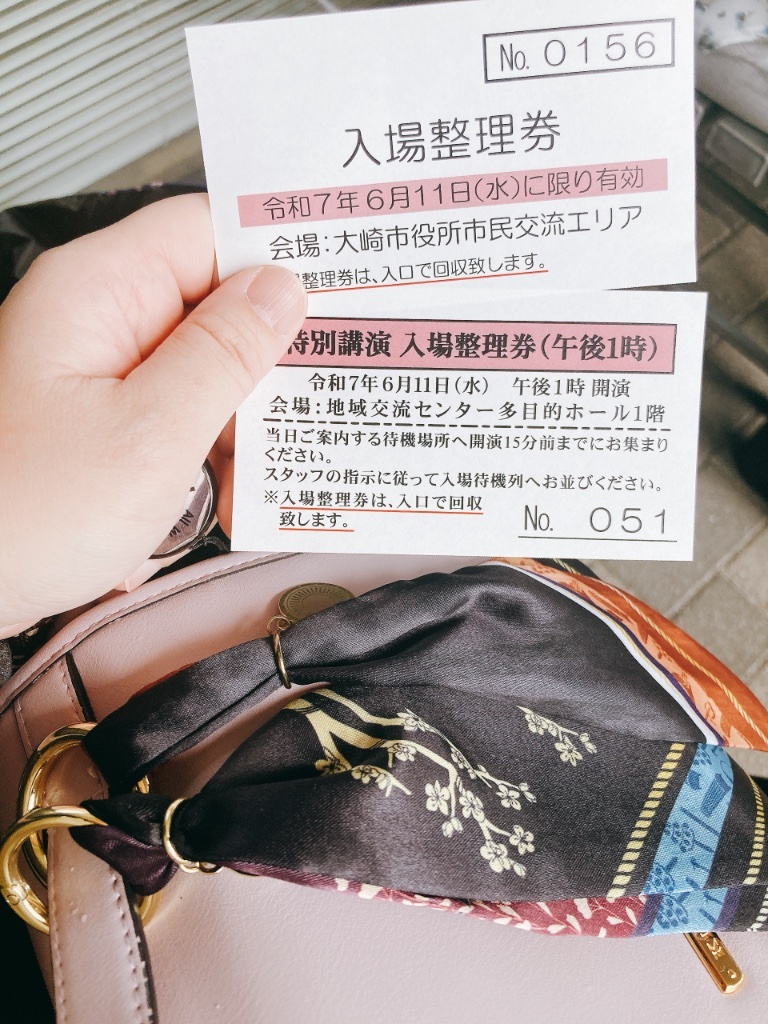 No. 0156
入場整理券
令和7年6月11日(水)に限り有効
会場:大崎市役所市民交流エリア
整理券は、入口で回収致します。
特別講演 入場整理券(午後1時)
令和7年6月11日(水) 午後1時 開演
会場:地域交流センター多目的ホール1階
当日ご案内する待機場所へ開演15分前までにお集まり
ください。
スタッフの指示に従って入場待機列へお並びください。
※入場整理券は、入口で回収
致します。
No. 051